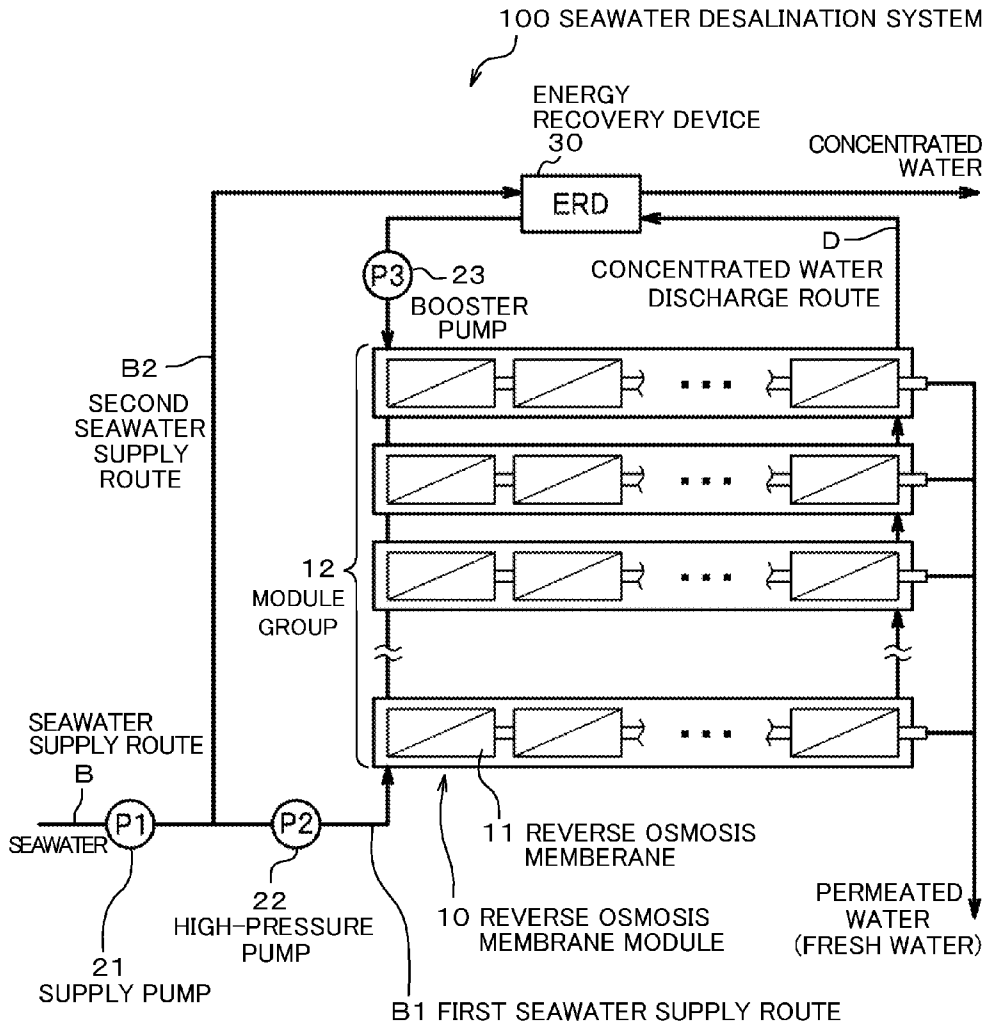 100 SEAWATER DESALINATION SYSTEM
ENERGY
RECOVERY DEVICE
30
CONCENTRATED
WATER
ERD
D
P3
23
CONCENTRATED WATER
DISCHARGE ROUTE
BOOSTER
PUMP
B2
SECOND
SEAWATER
SUPPLY
ROUTE
12
MODULE
GROUP
SEAWATER
SUPPLY ROUTE
B
P1
P2
SEAWATER
11 REVERSE OSMOSIS
MEMBERANE
22
HIGH-PRESSURE
PUMP
10 REVERSE OSMOSIS
MEMBRANE MODULE
PERMEATED
WATER
(FRESH WATER)
21
SUPPLY PUMP
B1 FIRST SEAWATER SUPPLY ROUTE